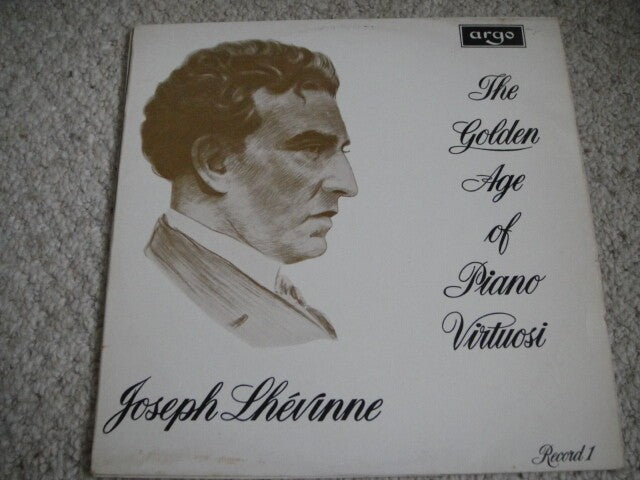 argo
The
Golden
Age
of
Piano
Virtuosi
Joseph Lhévinne
Record 1